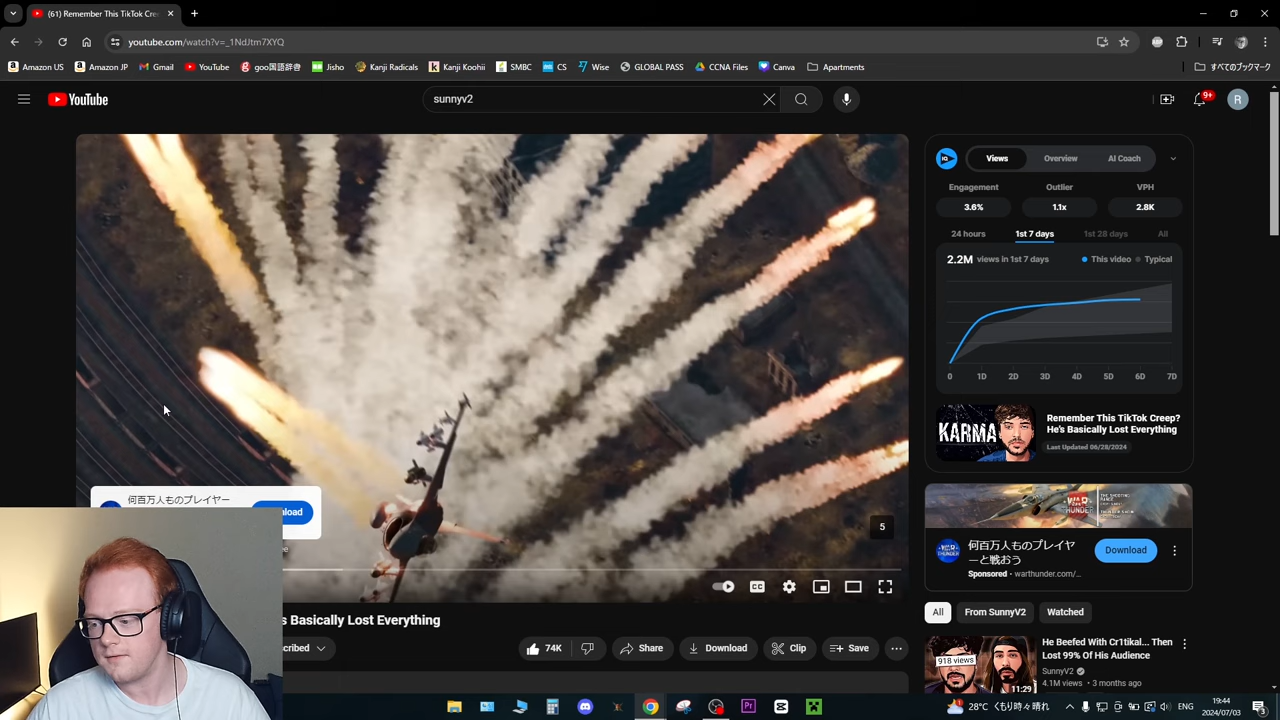 (61) Remember This TikTok Cree
youtube.com/watch?v=_1NdJtm7XYQ
Amazon US
Amazon JP
Gmail
YouTube
goo国語辞書
Jisho
Kanji Radicals
Kanji Koohii
SMBC
CS
Wise
GLOBAL PASS
CCNA Files
Canva
Apartments
すべてのブックマーク
YouTube
sunnyv2
9+
R
Views
Overview
AI Coach
Engagement
Outlier
VPH
3.6%
1.1x
2.8K
24 hours
1st 7 days
1st 28 days
All
2.2M views in 1st 7 days
This video
Typical
0
1D
2D
3D
4D
5D
6D
7D
KARMA
Remember This TikTok Creep?
He's Basically Lost Everything
Last Updated 06/28/2024
何百万人ものプレイヤー
nload
5
WAR
THUNDER
何百万人ものプレイヤ
ーと戦おう
Sponsored • warthunder.com/...
Download
s Basically Lost Everything
cribed
74K
Share
Download
Clip
Save
All
From SunnyV2
Watched
918 views
11:29
He Beefed With Cr1tikal... Then
Lost 99% Of His Audience
SunnyV2
4.1M views • 3 months ago
28°C くもり時々晴れ
ENG
19:44
2024/07/03